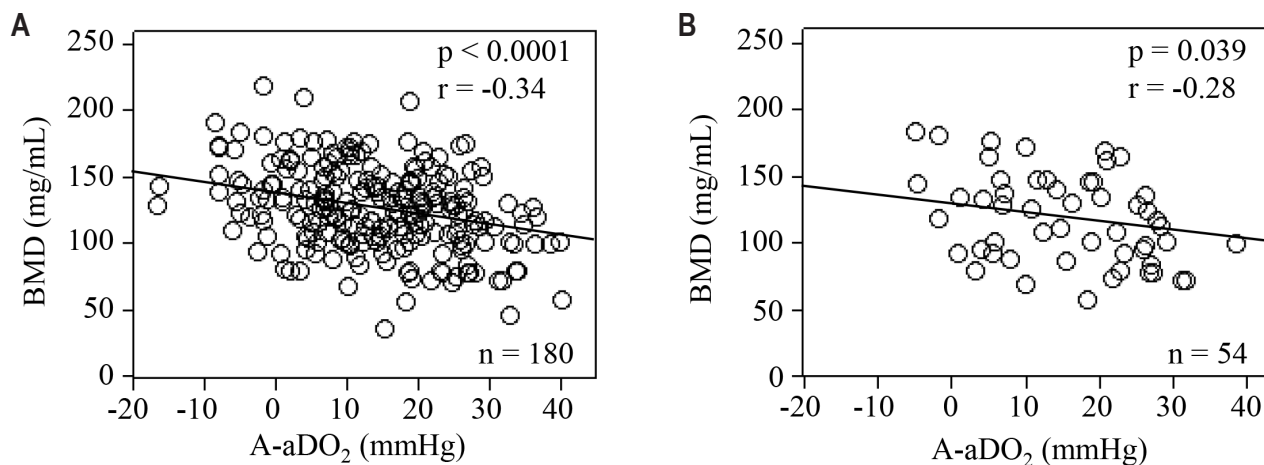 A
BMD (mg/mL)
250
200
150
100
50
0
p < 0.0001
r = -0.34
n = 180
-20 -10 0 10 20 30 40
A-aDO₂ (mmHg)
B
BMD (mg/mL)
250
200
150
100
50
0
p = 0.039
r = -0.28
n = 54
-20 -10 0 10 20 30 40
A-aDO₂ (mmHg)